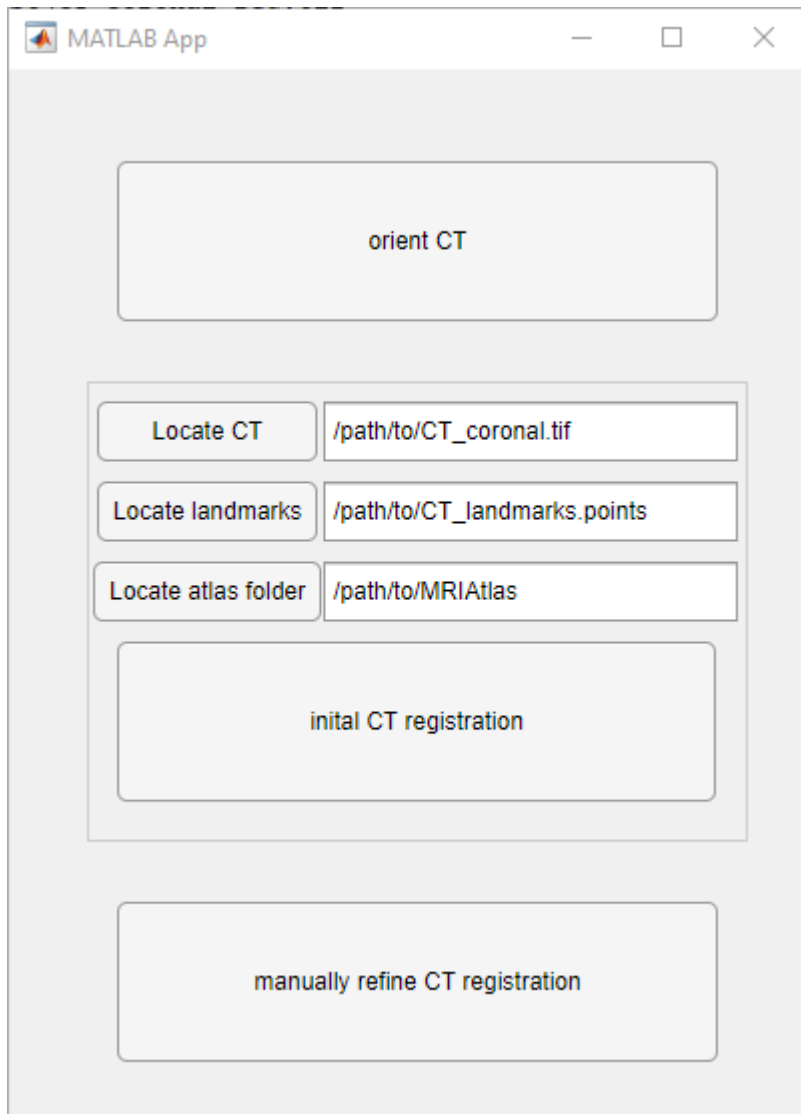 MATLAB App
orient CT
Locate CT
/path/to/CT_coronal.tif
Locate landmarks
/path/to/CT_landmarks.points
Locate atlas folder
/path/to/MRIAtlas
inital CT registration
manually refine CT registration